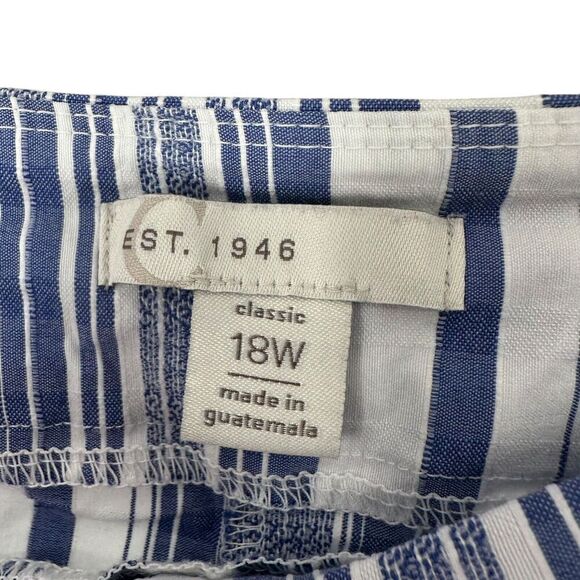 C
EST. 1946
classic
18W
made in
guatemala